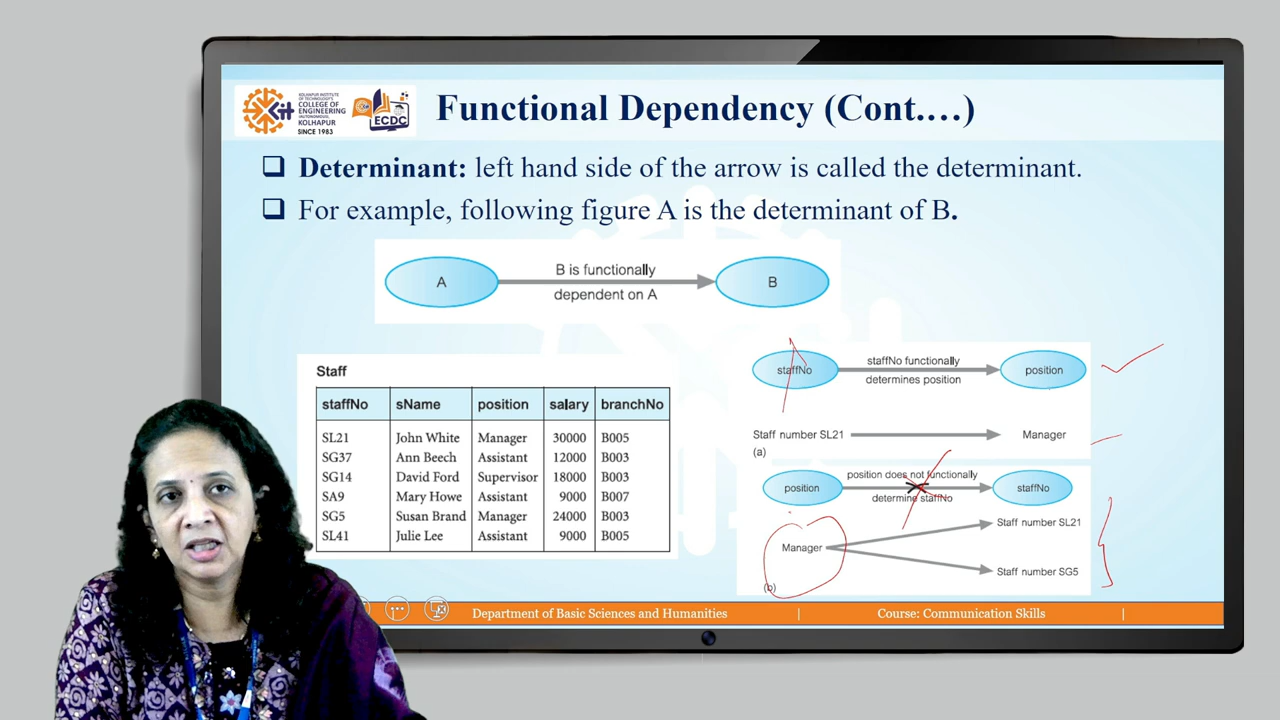 KOLHAPUR INSTITUTE
OF TECHNOLOGY'S
COLLEGE OF
ENGINEERING
(AUTONOMOUS),
KOLHAPUR
SINCE 1983
kit
ECDC
Functional Dependency (Cont.…)
❑ Determinant: left hand side of the arrow is called the determinant.
❑ For example, following figure A is the determinant of B.
A
B is functionally
dependent on A
B
Staff
staffNo sName position salary branchNo
SL21 John White Manager 30000 B005
SG37 Ann Beech Assistant 12000 B003
SG14 David Ford Supervisor 18000 B003
SA9 Mary Howe Assistant 9000 B007
SG5 Susan Brand Manager 24000 B003
SL41 Julie Lee Assistant 9000 B005
staffNo
staffNo functionally
determines position
position
Staff number SL21
Manager
(a)
position
position does not functionally
determine staffNo
staffNo
Manager
Staff number SL21
Staff number SG5
(b)
Department of Basic Sciences and Humanities | Course: Communication Skills |